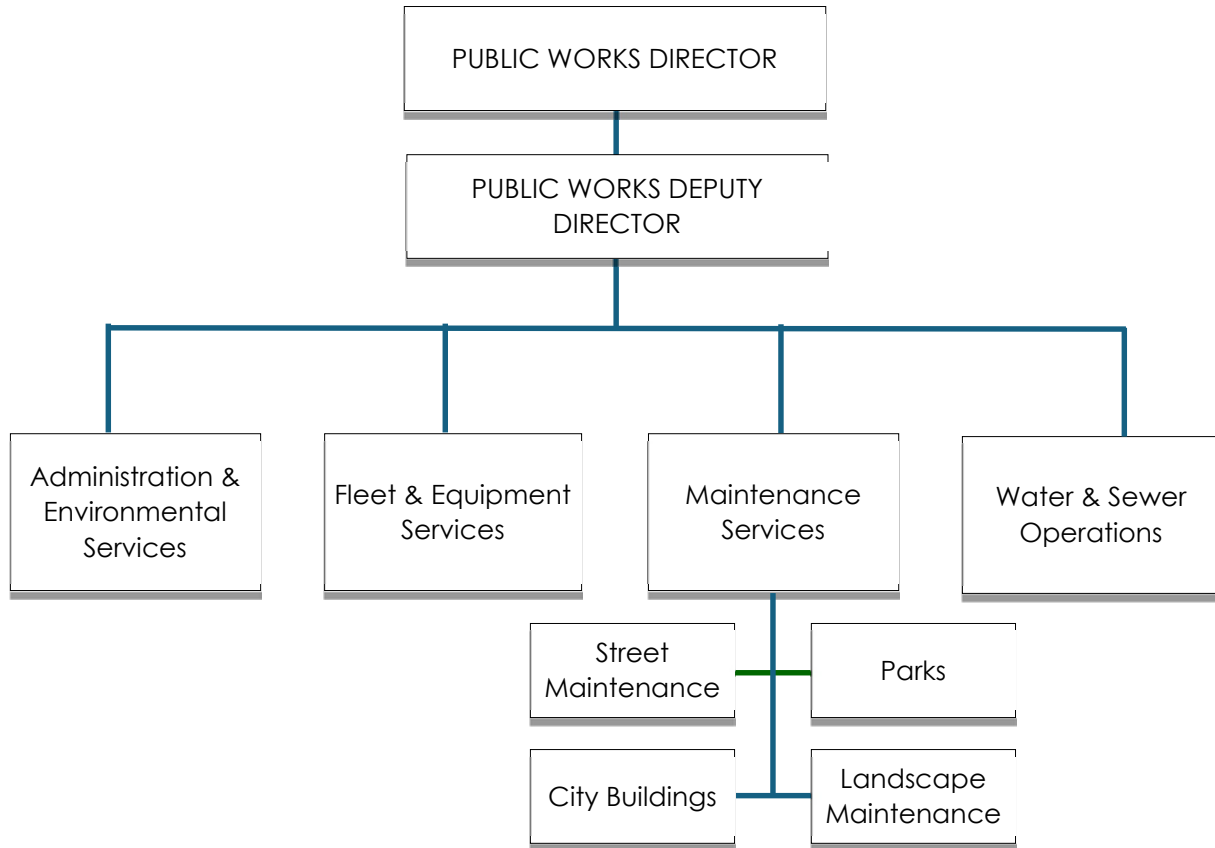 PUBLIC WORKS DIRECTOR
PUBLIC WORKS DEPUTY
DIRECTOR
Administration &
Environmental
Services
Fleet & Equipment
Services
Maintenance
Services
Water & Sewer
Operations
Street
Maintenance
Parks
City Buildings
Landscape
Maintenance